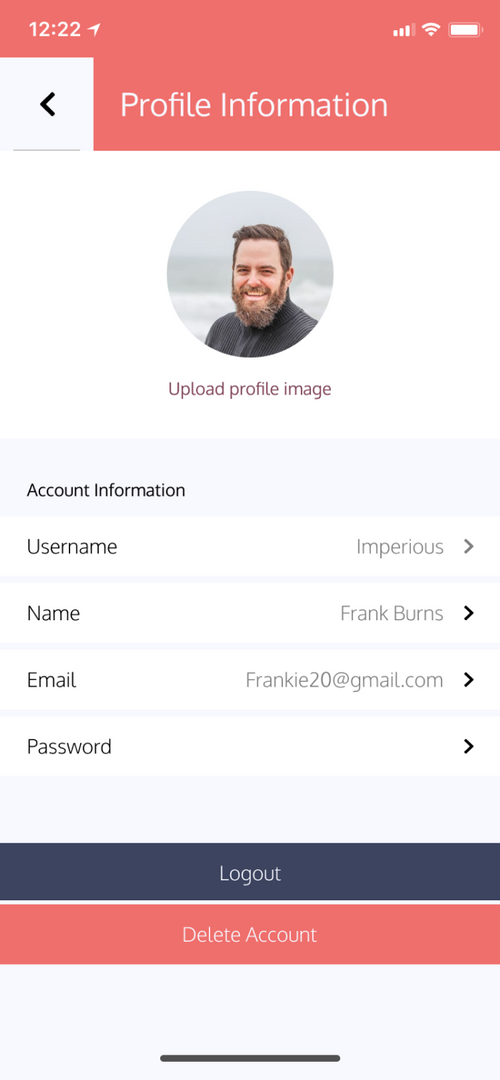 12:22
Profile Information
Upload profile image
Account Information
Username Imperious
Name Frank Burns
Email Frankie20@gmail.com
Password
Logout
Delete Account